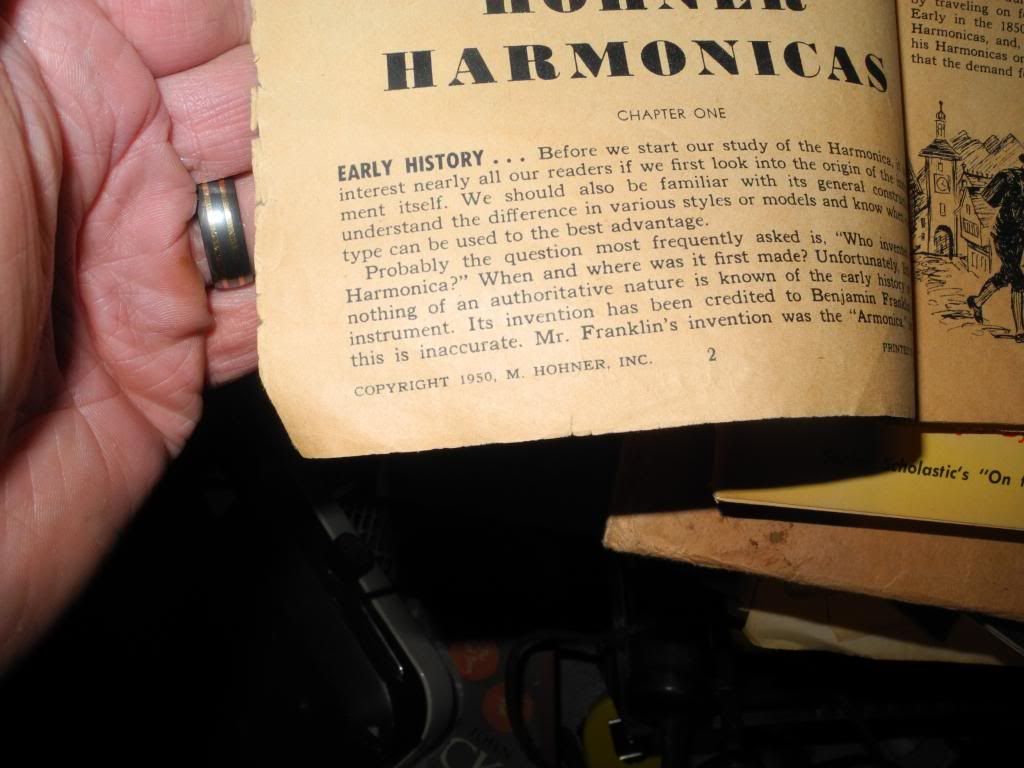 HOHNER
HARMONICAS
CHAPTER ONE
EARLY HISTORY ... Before we start our study of the Harmonica,
interest nearly all our readers if we first look into the origin of the
ment itself. We should also be familiar with its general
understand the difference in various styles or models and know
type can be used to the best advantage.
Probably the question most frequently asked is, "Who
Harmonica?" When and where was it first made? Unfortunately,
nothing of an authoritative nature is known of the early history
instrument. Its invention has been credited to Benjamin
this is inaccurate. Mr. Franklin's invention was the "Armonica,"
COPYRIGHT 1950, M. HOHNER, INC. 2
by traveling on
Early in the 185
Harmonicas, and,
his Harmonicas
that the demand
Scholastic's "On